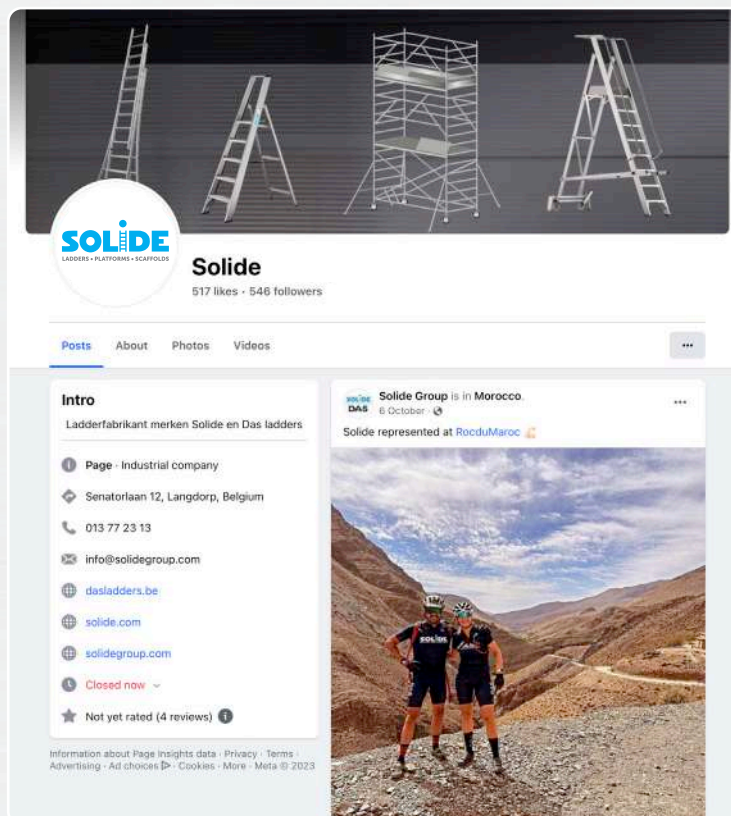 SOLIDE
LADDERS • PLATFORMS • SCAFFOLDS
Solide
517 likes • 546 followers
Posts About Photos Videos
Intro
Ladderfabrikant merken Solide en Das ladders
Page · Industrial company
Senatorlaan 12, Langdorp, Belgium
013 77 23 13
info@solidegroup.com
dasladders.be
solide.com
solidegroup.com
Closed now
Not yet rated (4 reviews)
Information about Page Insights data · Privacy · Terms ·
Advertising · Ad choices · Cookies · More · Meta © 2023
SOLIDE
DAS
Solide Group is in Morocco.
6 October ·
Solide represented at RocduMaroc
SOLIDE